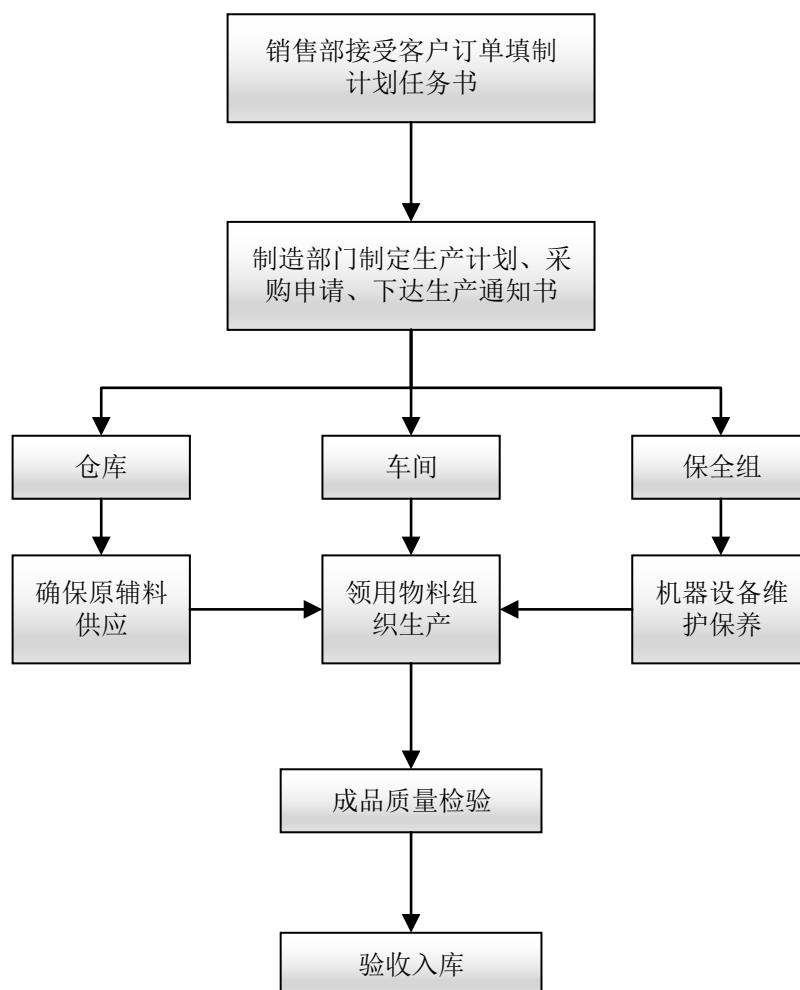 销售部接受客户订单填制
计划任务书
制造部门制定生产计划、采
购申请、下达生产通知书
仓库
车间
保全组
确保原辅料
供应
领用物料组
织生产
机器设备维
护保养
成品质量检验
验收入库